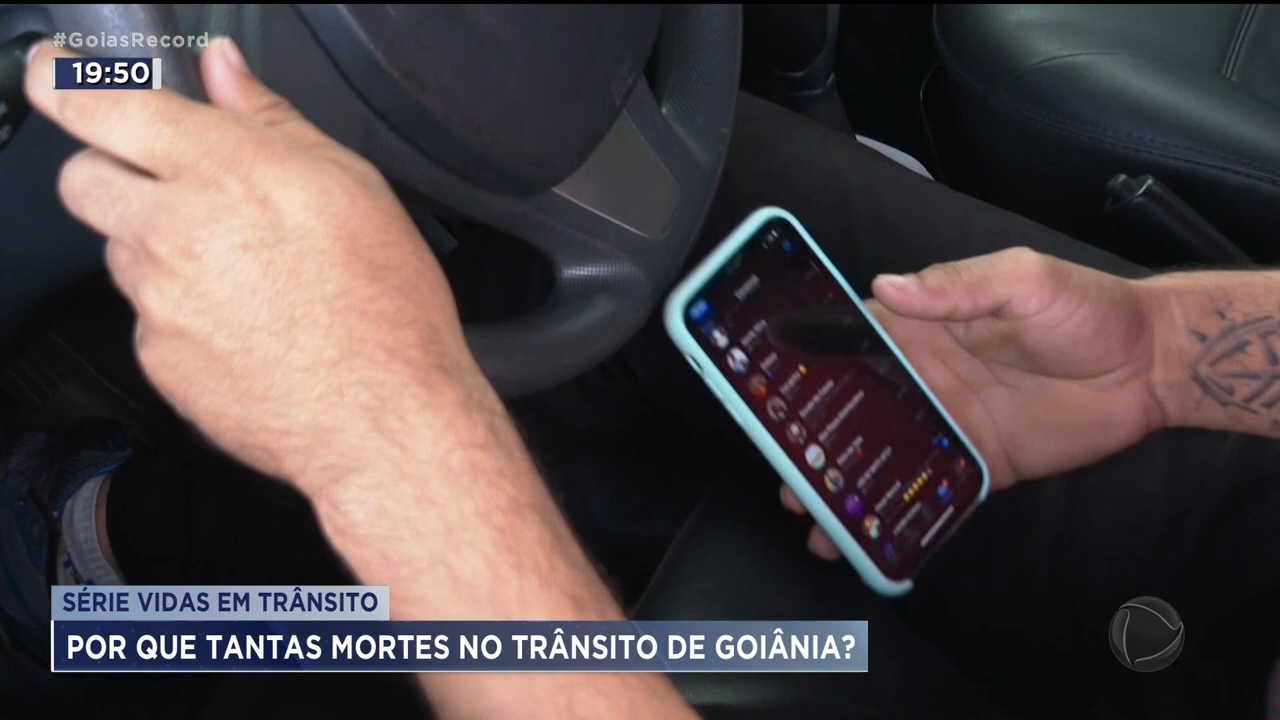 #GoiasRecord
19:50
SÉRIE VIDAS EM TRÂNSITO
POR QUE TANTAS MORTES NO TRÂNSITO DE GOIÂNIA?